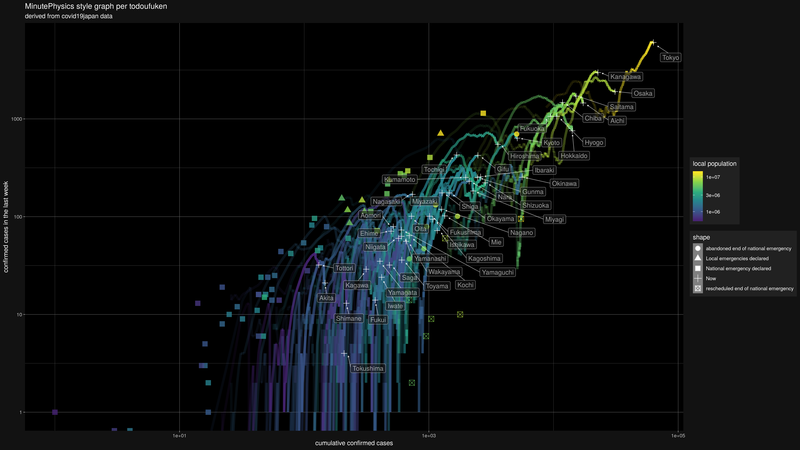 MinutePhysics style graph per todoufuken
derived from covid19japan data
confirmed cases in the last week
1000
100
10
1
Tokyo
Kanagawa
Osaka
Saitama
Chiba
Aichi
Fukuoka
Kyoto
Hyogo
Hiroshima
Hokkaido
Tochigi
Gifu
Ibaraki
Kumamoto
Okinawa
Gunma
Nagasaki
Miyazaki
Nara
Shiga
Shizuoka
Aomori
Okayama
Miyagi
Oita
Ehime
Fukushima
Nagano
Ishikawa
Mie
Niigata
Yamanashi
Kagoshima
Tottori
Wakayama
Yamaguchi
Saga
Kagawa
Toyama
Kochi
Yamagata
Akita
Iwate
Shimane
Fukui
Tokushima
1e+01
1e+03
1e+05
cumulative confirmed cases
local population
1e+07
3e+06
1e+06
shape
abandoned end of national emergency
Local emergencies declared
National emergency declared
Now
rescheduled end of national emergency